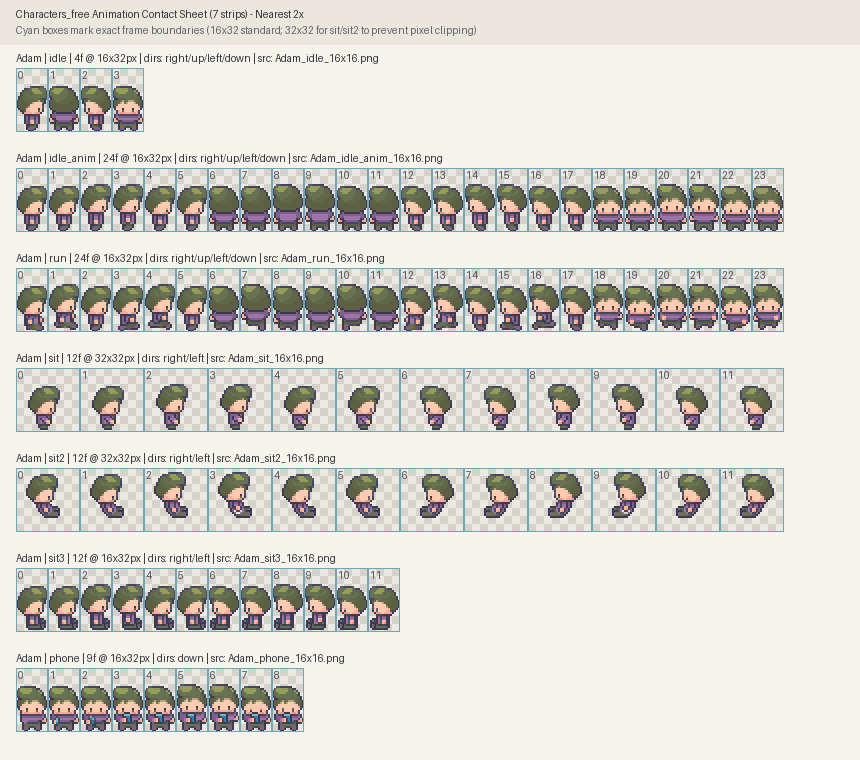 Characters_free Animation Contact Sheet (7 strips) - Nearest 2x
Cyan boxes mark exact frame boundaries (16x32 standard; 32x32 for sit/sit2 to prevent pixel clipping)
Adam | idle | 4f @ 16x32px | dirs: right/up/left/down | src: Adam_idle_16x16.png
0 1 2 3
Adam | idle_anim | 24f @ 16x32px | dirs: right/up/left/down | src: Adam_idle_anim_16x16.png
0 1 2 3 4 5 6 7 8 9 10 11 12 13 14 15 16 17 18 19 20 21 22 23
Adam | run | 24f @ 16x32px | dirs: right/up/left/down | src: Adam_run_16x16.png
0 1 2 3 4 5 6 7 8 9 10 11 12 13 14 15 16 17 18 19 20 21 22 23
Adam | sit | 12f @ 32x32px | dirs: right/left | src: Adam_sit_16x16.png
0 1 2 3 4 5 6 7 8 9 10 11
Adam | sit2 | 12f @ 32x32px | dirs: right/left | src: Adam_sit2_16x16.png
0 1 2 3 4 5 6 7 8 9 10 11
Adam | sit3 | 12f @ 16x32px | dirs: right/left | src: Adam_sit3_16x16.png
0 1 2 3 4 5 6 7 8 9 10 11
Adam | phone | 9f @ 16x32px | dirs: down | src: Adam_phone_16x16.png
0 1 2 3 4 5 6 7 8